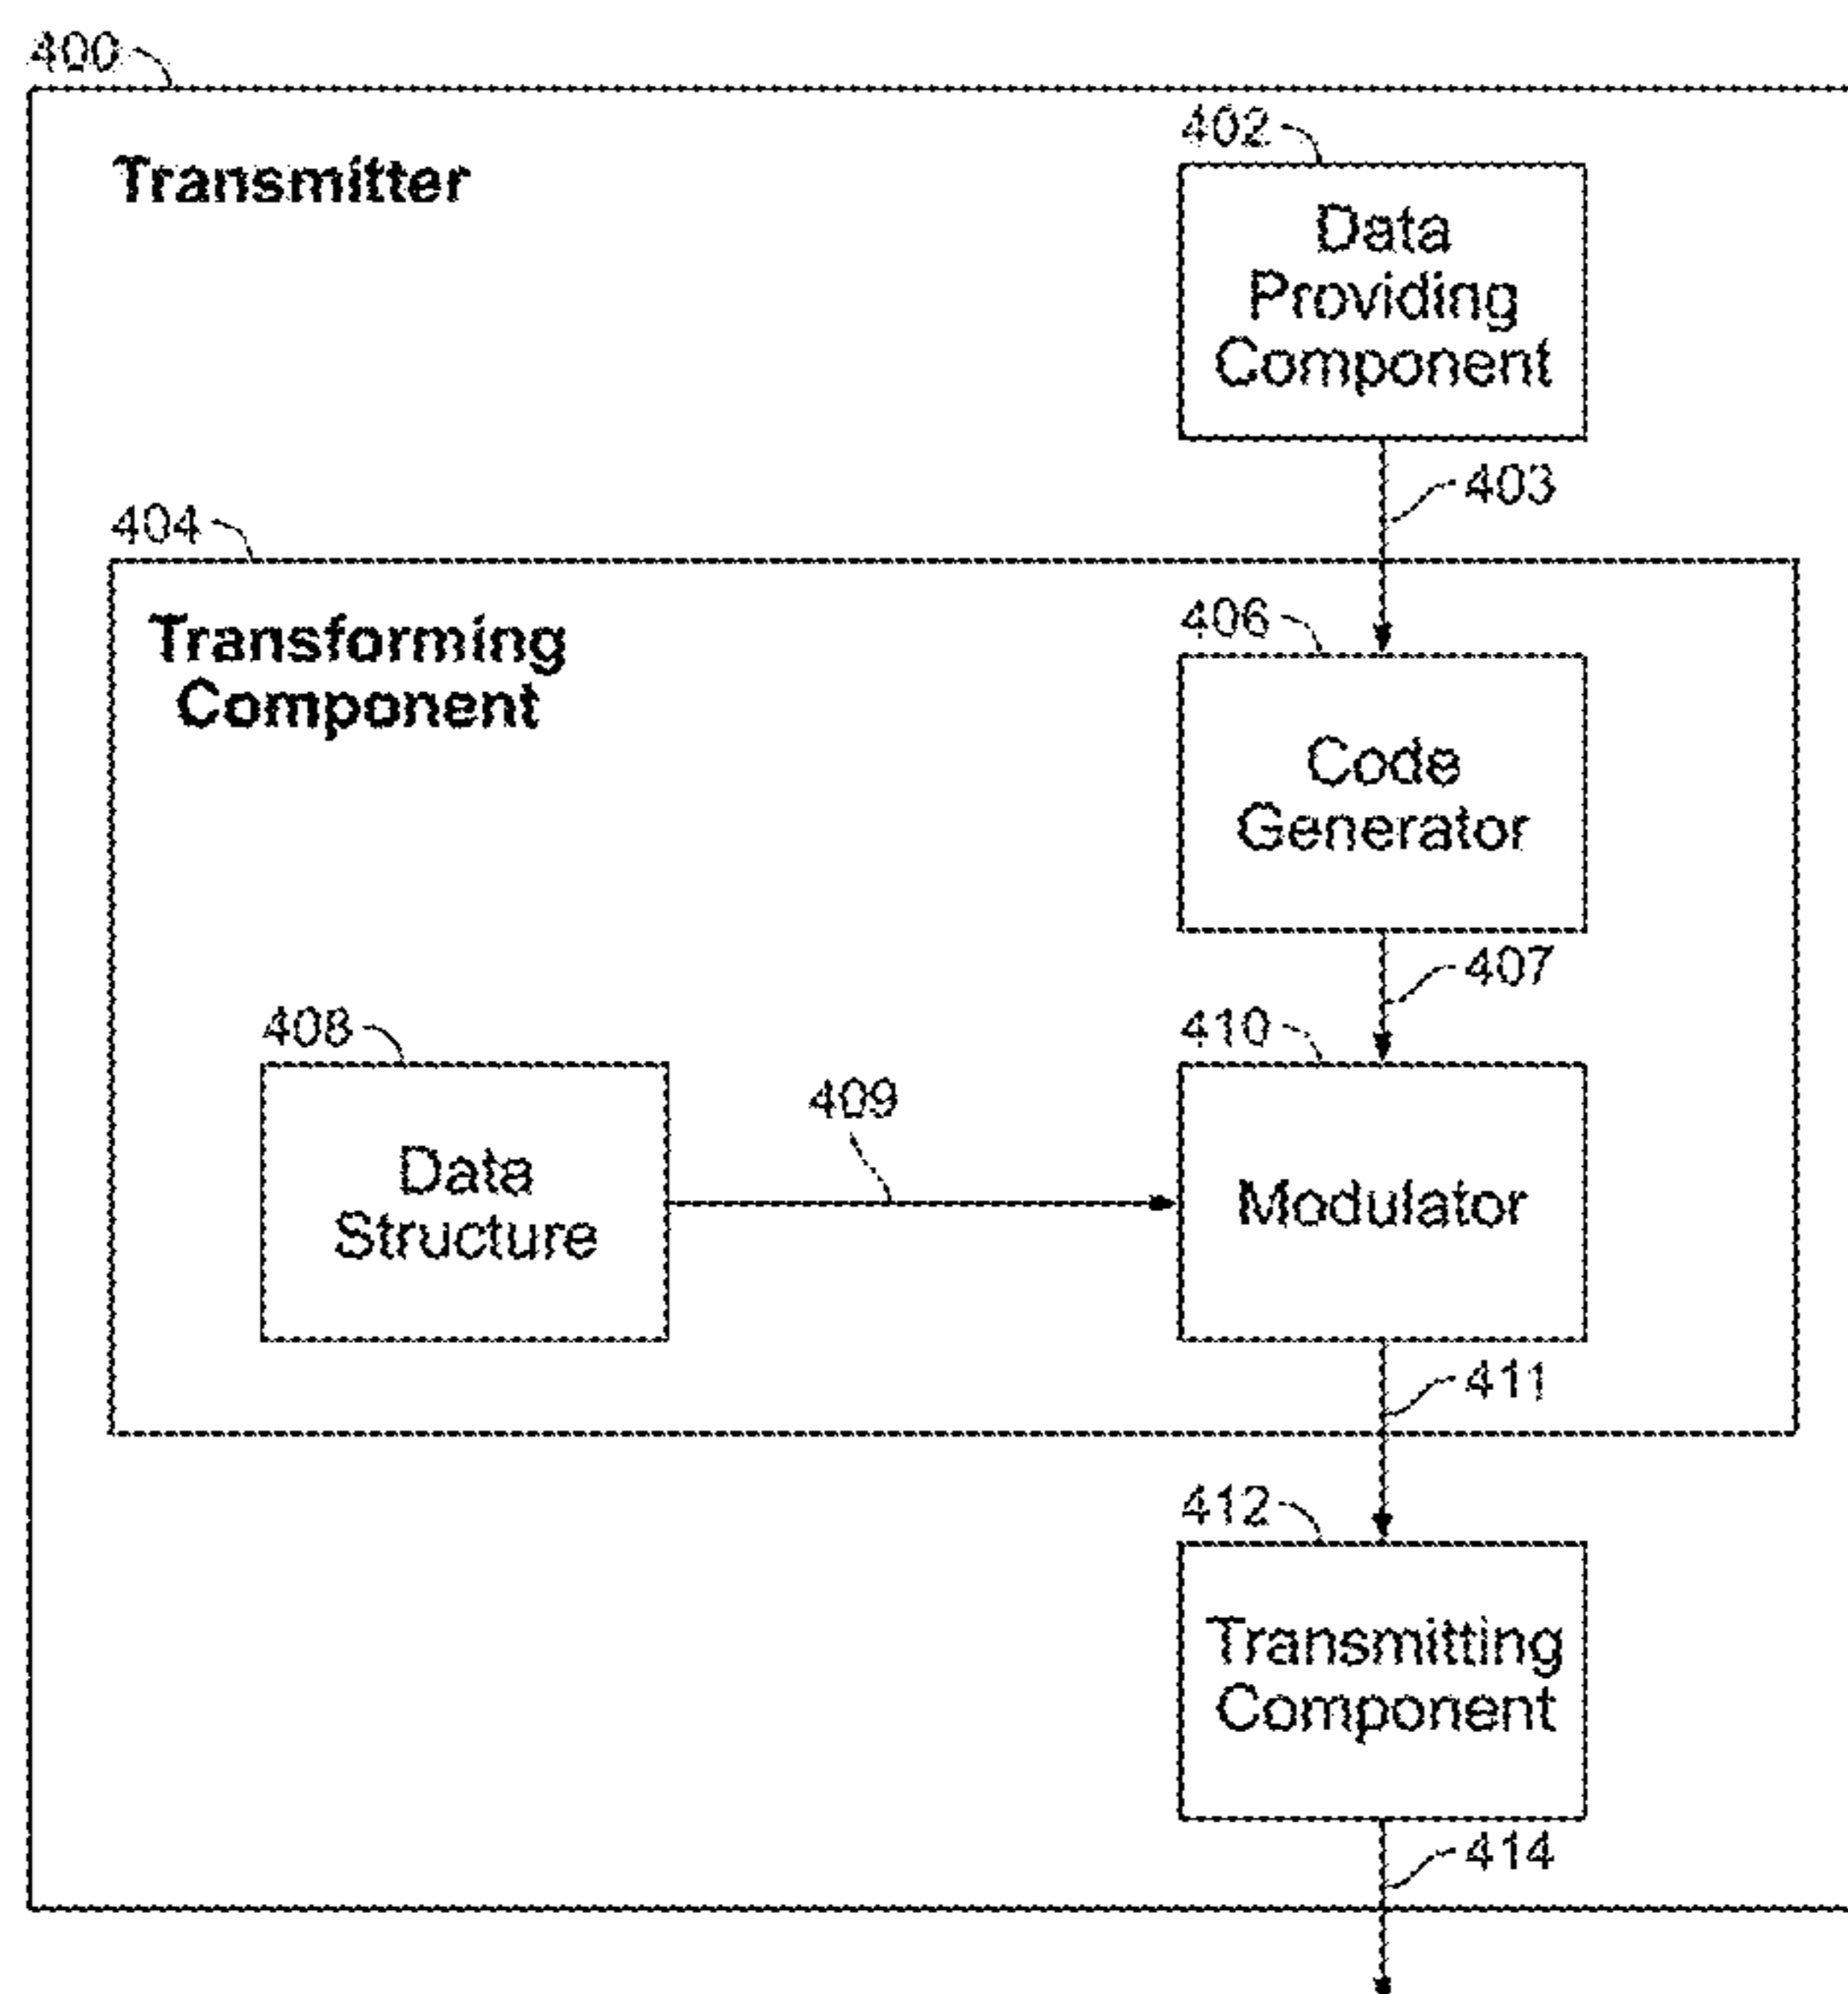 400
Transmitter
402
Data
Providing
Component
403
404
Transforming
Component
406
Code
Generator
407
408
Data
Structure
409
410
Modulator
411
412
Transmitting
Component
414